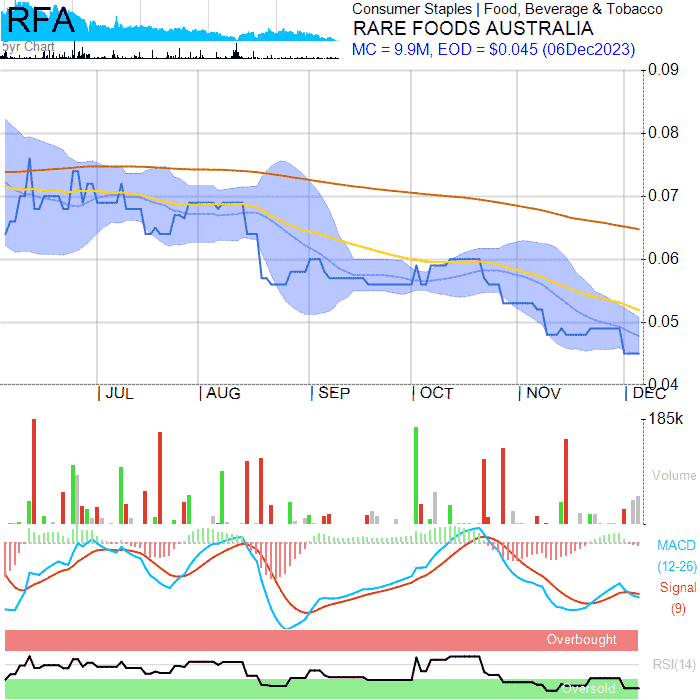 RFA
5yr Chart
Consumer Staples | Food, Beverage & Tobacco
RARE FOODS AUSTRALIA
MC = 9.9M, EOD = $0.045 (06Dec2023)
0.09
0.08
0.07
0.06
0.05
0.04
JUL
AUG
SEP
OCT
NOV
DEC
185k
Volume
MACD
(12-26)
Signal
(9)
Overbought
RSI(14)
Oversold